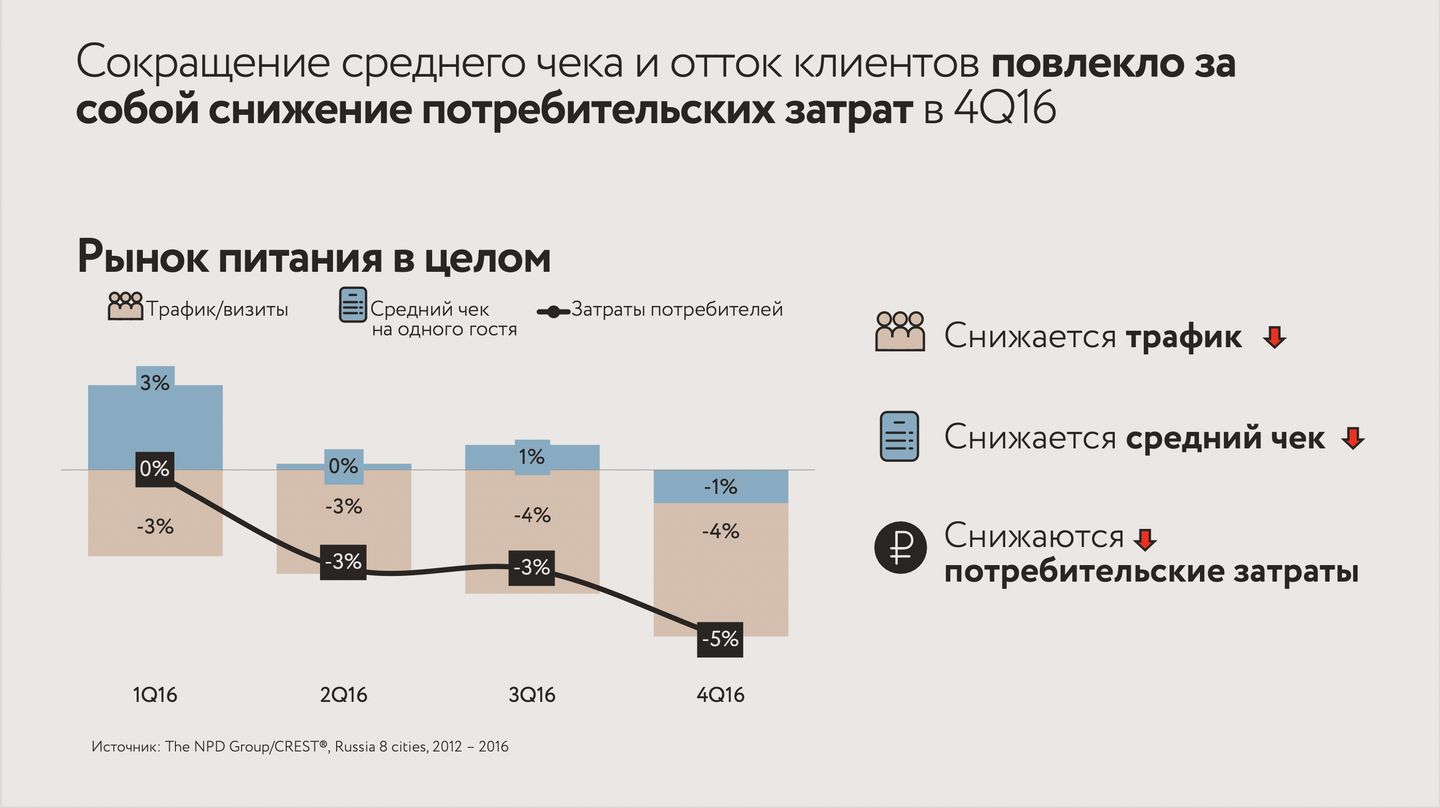 Сокращение среднего чека и отток клиентов повлекло за
собой снижение потребительских затрат в 4Q16
Рынок питания в целом
Трафик/визиты
Средний чек
на одного гостя
Затраты потребителей
3%
0%
-3%
0%
-3%
-3%
1%
-4%
-3%
-1%
-4%
-5%
1Q16
2Q16
3Q16
4Q16
Снижается трафик
Снижается средний чек
Снижаются
потребительские затраты
Источник: The NPD Group/CREST®, Russia 8 cities, 2012 – 2016